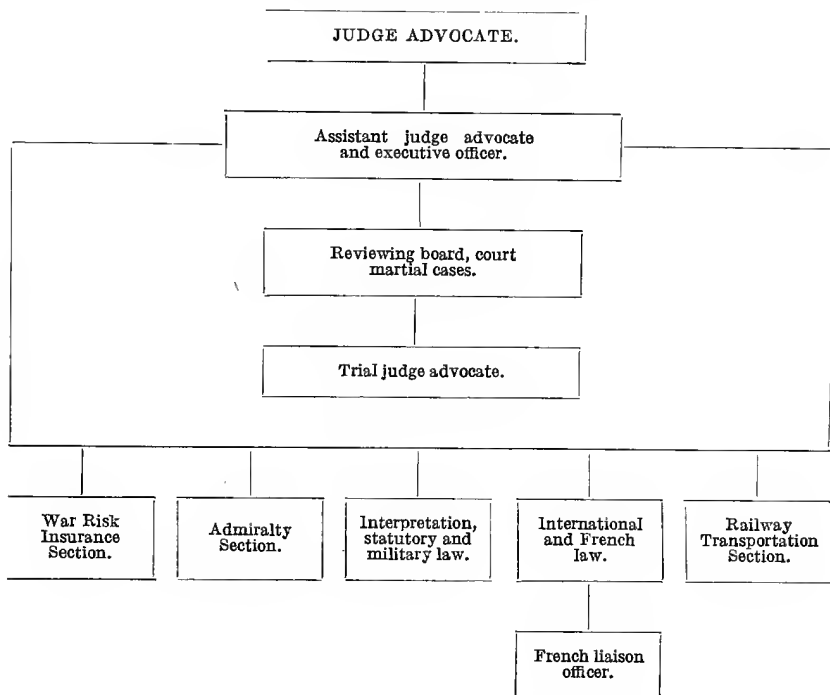 JUDGE ADVOCATE.
Assistant judge advocate
and executive officer.
Reviewing board, court
martial cases.
Trial judge advocate.
War Risk
Insurance
Section.
Admiralty
Section.
Interpretation,
statutory and
military law.
International
and French
law.
Railway
Transportation
Section.
French liaison
officer.